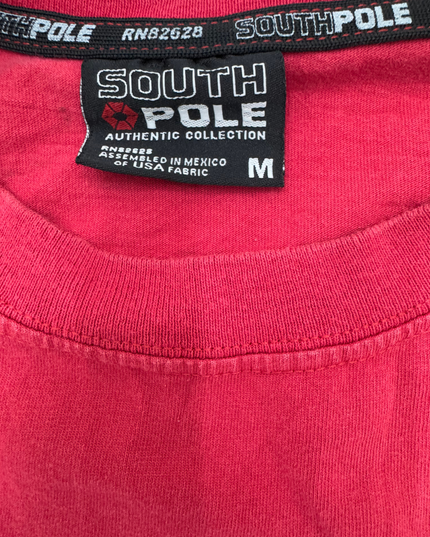 SOUTHPOLE RN82628 SOUTHPOLE
SOUTH
POLE
AUTHENTIC COLLECTION
RN82628
ASSEMBLED IN MEXICO
OF USA FABRIC
M